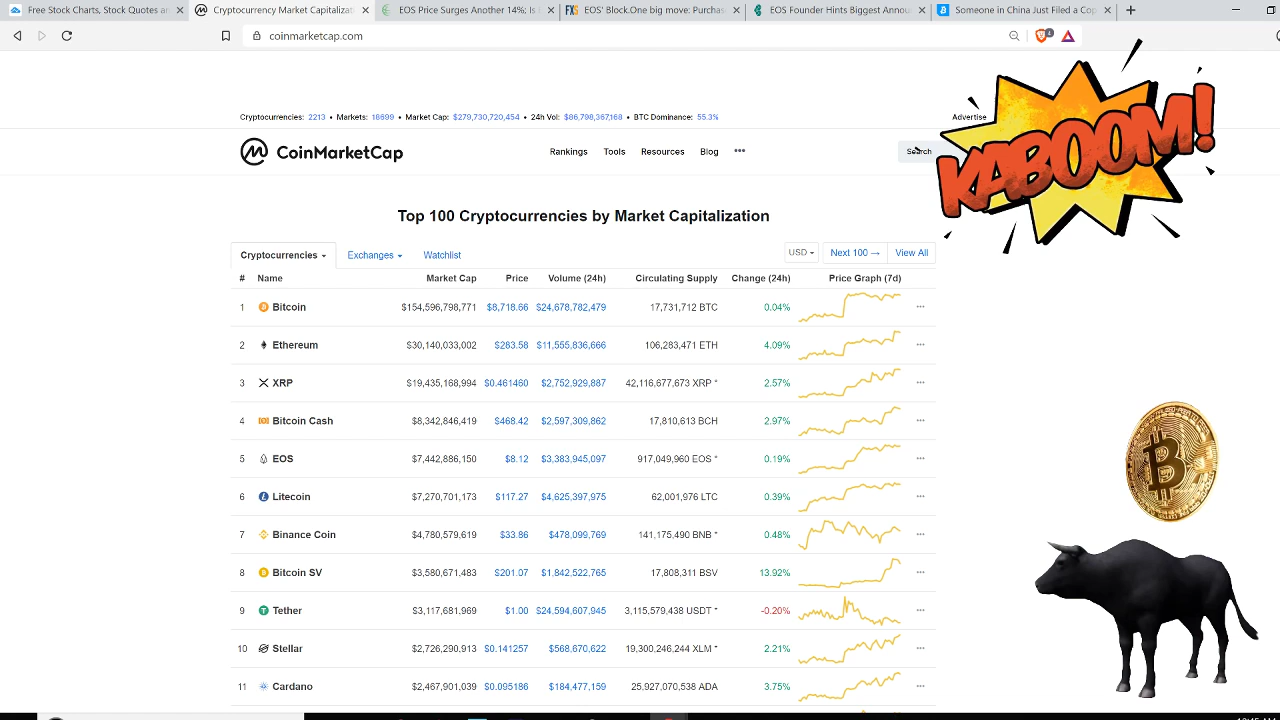 Free Stock Charts, Stock Quotes an
Cryptocurrency Market Capitalizat
EOS Price Surges Another 14%: Is
EOS' Block.One big move: Purchas
EOS Founder Hints Biggest Annou
Someone in China Just Filed a Cop
coinmarketcap.com
Cryptocurrencies: 2213 • Markets: 18699 • Market Cap: $279,730,720,454 • 24h Vol: $86,798,367,168 • BTC Dominance: 55.3%
Advertise
CoinMarketCap
Rankings Tools Resources Blog
Search
KABOOM!
Top 100 Cryptocurrencies by Market Capitalization
Cryptocurrencies Exchanges Watchlist USD Next 100 → View All
# Name Market Cap Price Volume (24h) Circulating Supply Change (24h) Price Graph (7d)
1 Bitcoin $154,596,798,771 $8,718.66 $24,678,782,479 17,731,712 BTC 0.04%
2 Ethereum $30,140,033,002 $283.58 $11,555,836,666 106,283,471 ETH 4.09%
3 XRP $19,435,168,994 $0.461460 $2,752,929,887 42,116,677,673 XRP * 2.57%
4 Bitcoin Cash $8,342,846,419 $468.42 $2,597,309,862 17,810,613 BCH 2.97%
5 EOS $7,442,886,150 $8.12 $3,383,945,097 917,049,960 EOS * 0.19%
6 Litecoin $7,270,701,173 $117.27 $4,625,397,975 62,001,976 LTC 0.39%
7 Binance Coin $4,780,579,619 $33.86 $478,099,769 141,175,490 BNB * 0.48%
8 Bitcoin SV $3,580,671,483 $201.07 $1,842,522,765 17,808,311 BSV 13.92%
9 Tether $3,117,681,969 $1.00 $24,594,607,945 3,115,579,438 USDT * -0.20%
10 Stellar $2,726,206,913 $0.141257 $568,670,622 19,300,246,244 XLM * 2.21%
11 Cardano $2,467,901,039 $0.095186 $184,477,159 25,927,070,538 ADA 3.75%